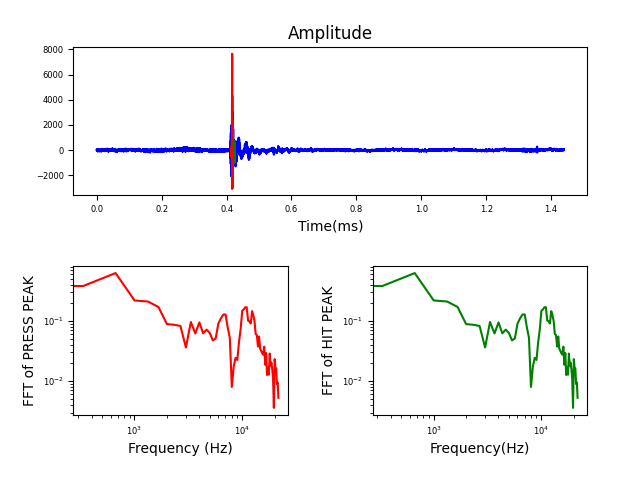 Amplitude
8000
6000
4000
2000
0
−2000
0.0 0.2 0.4 0.6 0.8 1.0 1.2 1.4
Time(ms)
FFT of PRESS PEAK
10⁻¹
10⁻²
10³ 10⁴
Frequency (Hz)
FFT of HIT PEAK
10⁻¹
10⁻²
10³ 10⁴
Frequency(Hz)